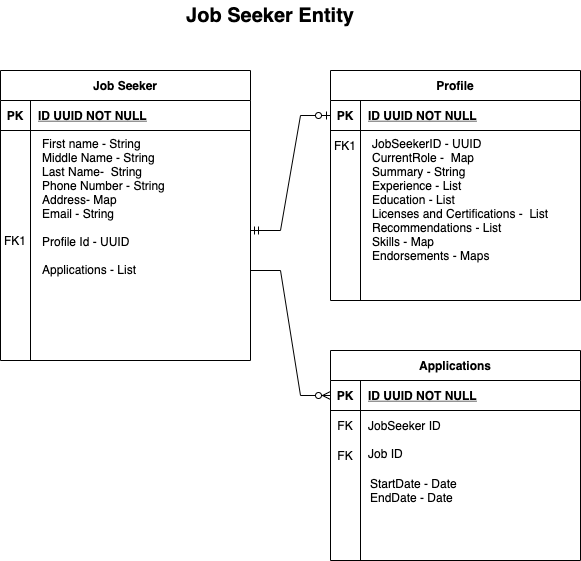 Job Seeker Entity
Job Seeker
PK ID UUID NOT NULL
First name - String
Middle Name - String
Last Name-  String
Phone Number - String
Address- Map
Email - String
FK1 Profile Id - UUID
Applications - List
Profile
PK ID UUID NOT NULL
FK1 JobSeekerID - UUID
CurrentRole -  Map
Summary - String
Experience - List
Education - List
Licenses and Certifications -  List
Recommendations - List
Skills - Map
Endorsements - Maps
Applications
PK ID UUID NOT NULL
FK JobSeeker ID
FK Job ID
StartDate - Date
EndDate - Date